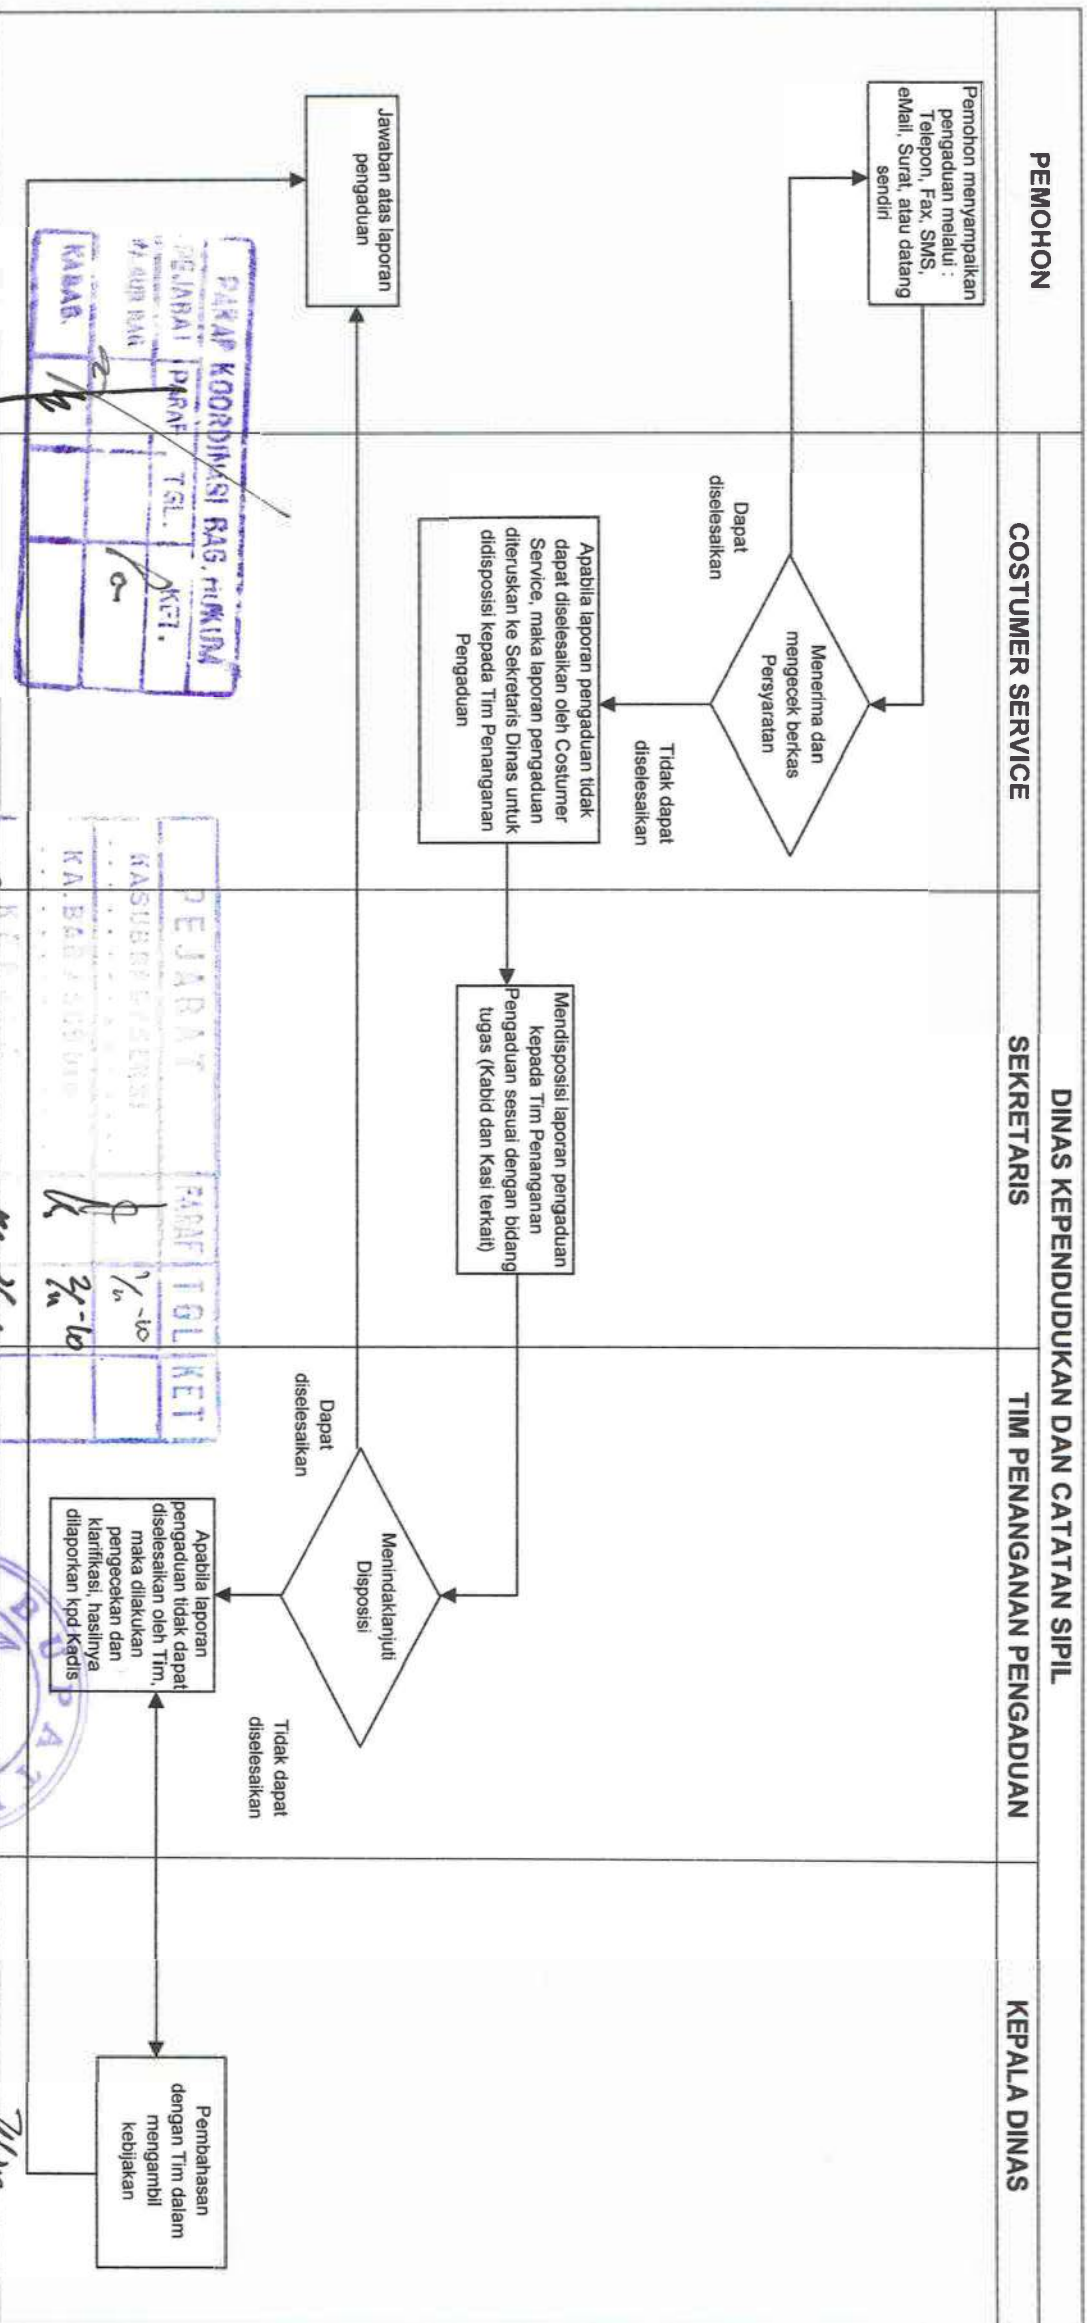 DINAS KEPENDUDUKAN DAN CATATAN SIPIL
PEMOHON
COSTUMER SERVICE
SEKRETARIS
TIM PENANGANAN PENGADUAN
KEPALA DINAS
Pemohon menyampaikan
pengaduan melalui :
Telepon, Fax, SMS,
eMail, Surat, atau datang
sendiri
Menerima dan
mengecek berkas
Persyaratan
Dapat
diselesaikan
Tidak dapat
diselesaikan
Apabila laporan pengaduan tidak
dapat diselesaikan oleh Costumer
Service, maka laporan pengaduan
diteruskan ke Sekretaris Dinas untuk
didisposisi kepada Tim Penanganan
Pengaduan
Mendisposisi laporan pengaduan
kepada Tim Penanganan
Pengaduan sesuai dengan bidang
tugas (Kabid dan Kasi terkait)
Menindaklanjuti
Disposisi
Dapat
diselesaikan
Tidak dapat
diselesaikan
Jawaban atas laporan
pengaduan
Apabila laporan
pengaduan tidak dapat
diselesaikan oleh Tim,
maka dilakukan
pengecekan dan
klarifikasi, hasilnya
dilaporkan kpd Kadis
Pembahasan
dengan Tim dalam
mengambil
kebijakan
PARAF KOORDINASI BAG. HUKUM
PEJABAT PARAF TGL. KET.
KABAG.
PEJABAT PARAF TGL KET
BUPATI